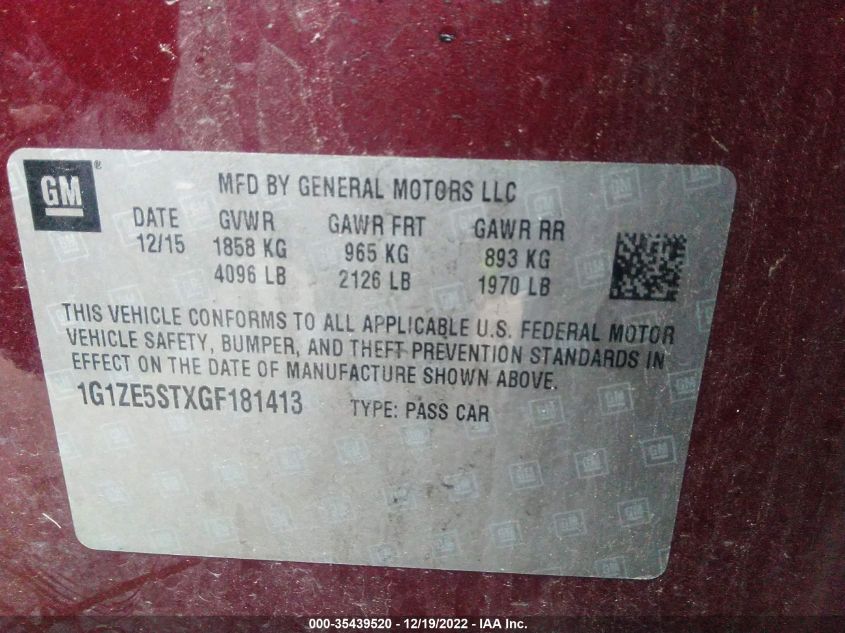 GM ®
MFD BY GENERAL MOTORS LLC
DATE GVWR GAWR FRT GAWR RR
12/15 1858 KG 965 KG 893 KG
4096 LB 2126 LB 1970 LB
THIS VEHICLE CONFORMS TO ALL APPLICABLE U.S. FEDERAL MOTOR
VEHICLE SAFETY, BUMPER, AND THEFT PREVENTION STANDARDS IN
EFFECT ON THE DATE OF MANUFACTURE SHOWN ABOVE.
1G1ZE5STXGF181413 TYPE: PASS CAR
000-35439520 - 12/19/2022 - IAA Inc.